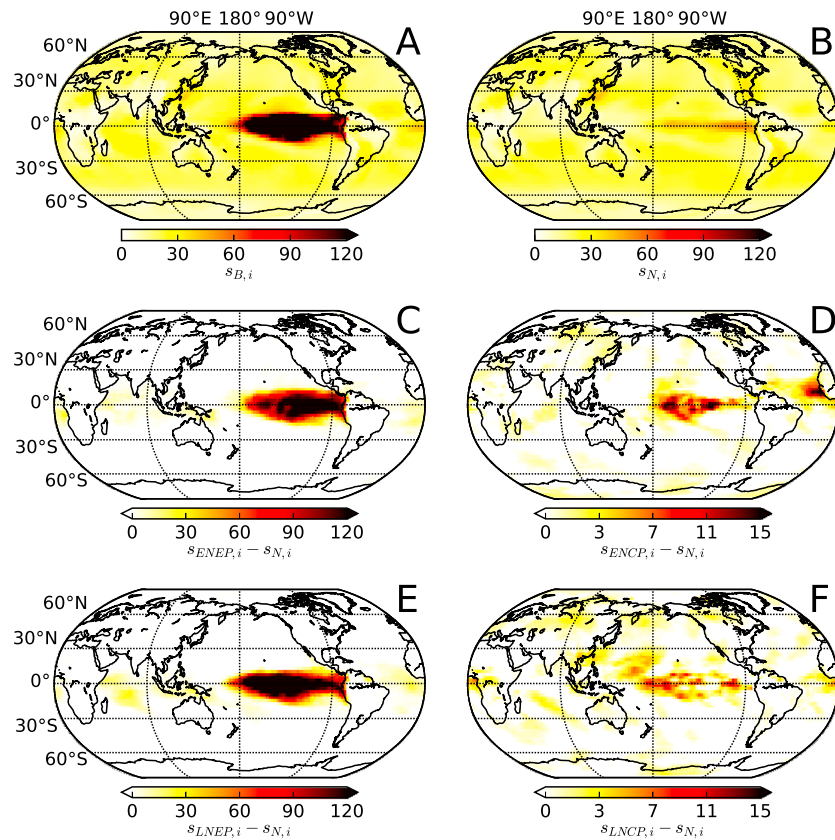 90°E 180° 90°W
90°E 180° 90°W
A
B
60°N
30°N
0°
30°S
60°S
0 30 60 90 120
s_{B,i}
0 30 60 90 120
s_{N,i}
C
D
60°N
30°N
0°
30°S
60°S
0 30 60 90 120
s_{ENEP,i} − s_{N,i}
0 3 7 11 15
s_{ENCP,i} − s_{N,i}
E
F
60°N
30°N
0°
30°S
60°S
0 30 60 90 120
s_{LNEP,i} − s_{N,i}
0 3 7 11 15
s_{LNCP,i} − s_{N,i}